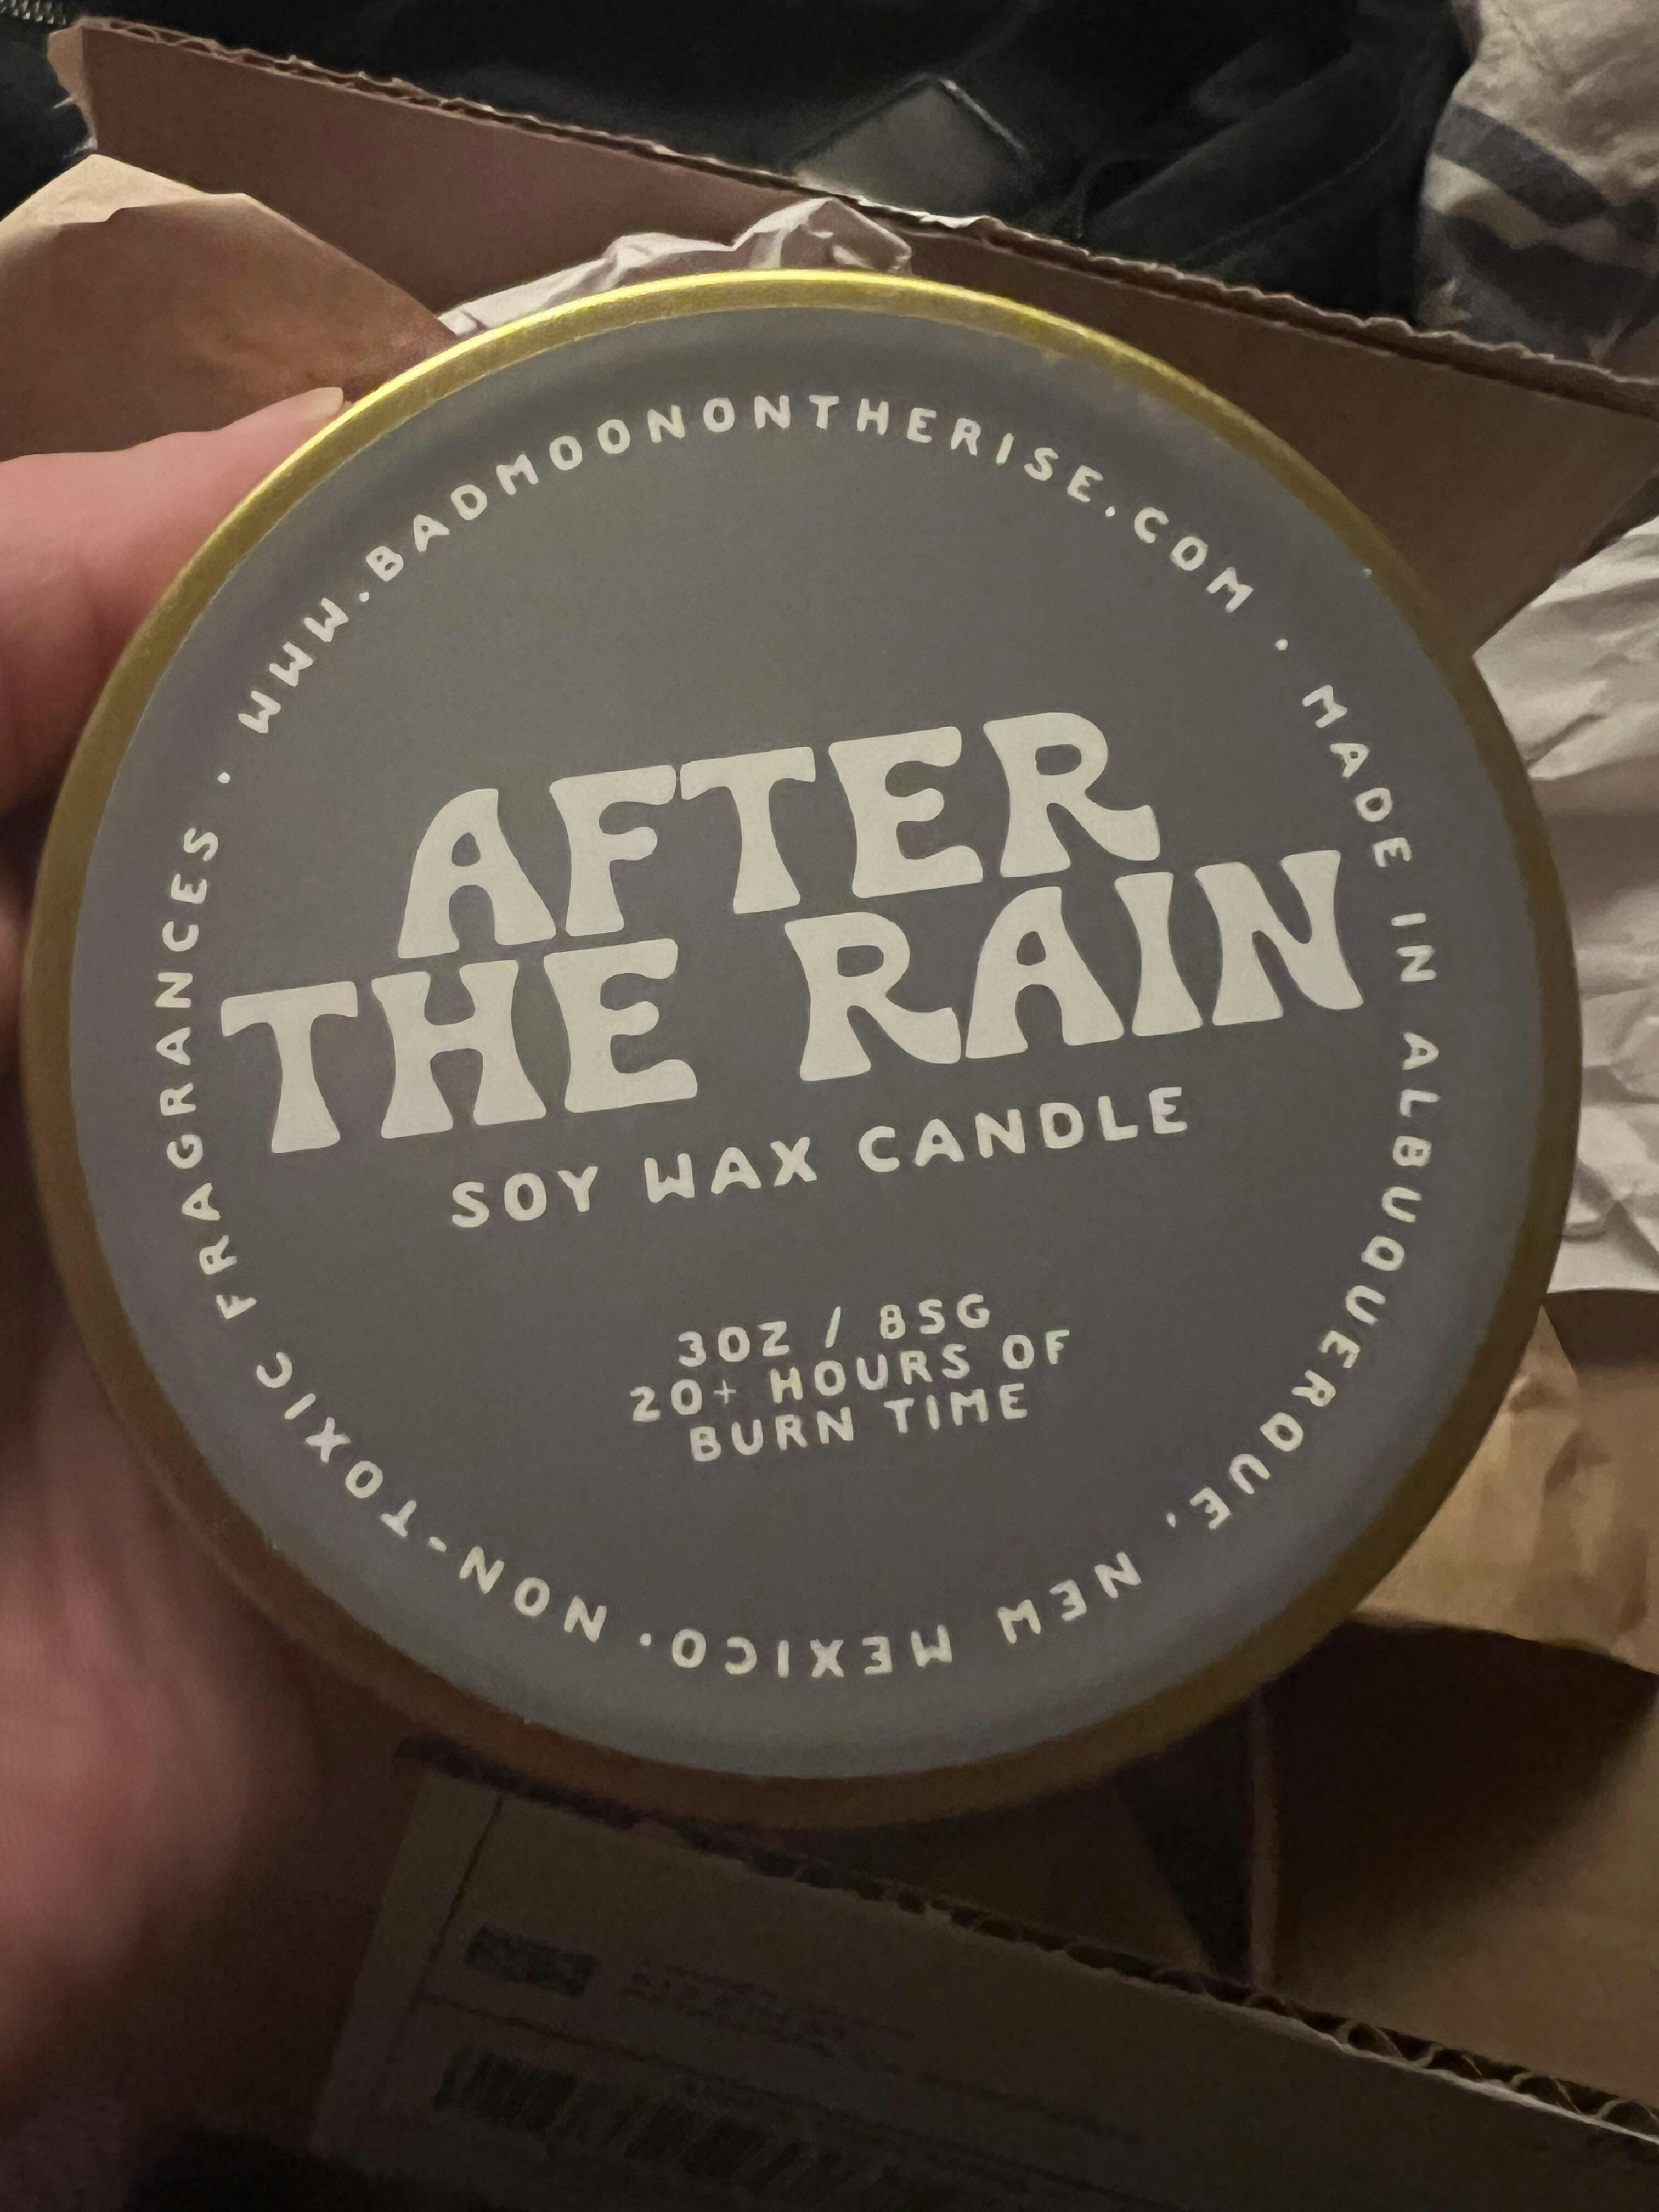 WWW.BADMOONONTHERISE.COM · MADE IN ALBUQUERQUE, NEW MEXICO · NON-TOXIC FRAGRANCES ·
AFTER
THE RAIN
SOY WAX CANDLE
3OZ / 85G
20+ HOURS OF
BURN TIME